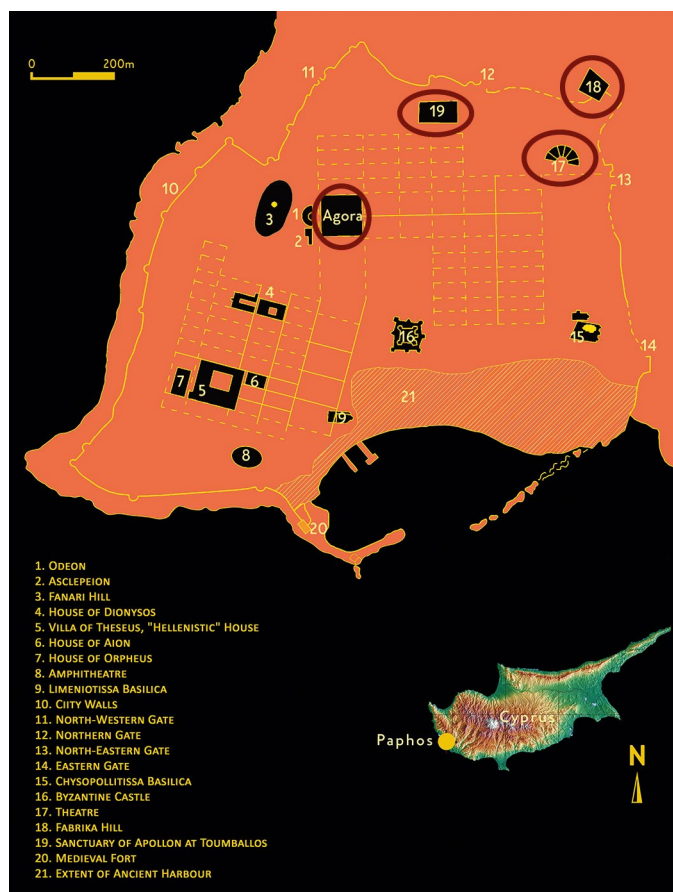 0 200m
11
12
18
19
17
10
13
3
1
Agora
2
4
16
15
14
7
5
6
21
9
8
20
1. Odeon
2. Asclepeion
3. Fanari Hill
4. House of Dionysos
5. Villa of Theseus, "Hellenistic" House
6. House of Aion
7. House of Orpheus
8. Amphitheatre
9. Limeniotissa Basilica
10. Ciity Walls
11. North-Western Gate
12. Northern Gate
13. North-Eastern Gate
14. Eastern Gate
15. Chysopollitissa Basilica
16. Byzantine Castle
17. Theatre
18. Fabrika Hill
19. Sanctuary of Apollon at Toumballos
20. Medieval Fort
21. Extent of Ancient Harbour
Cyprus
Paphos
N